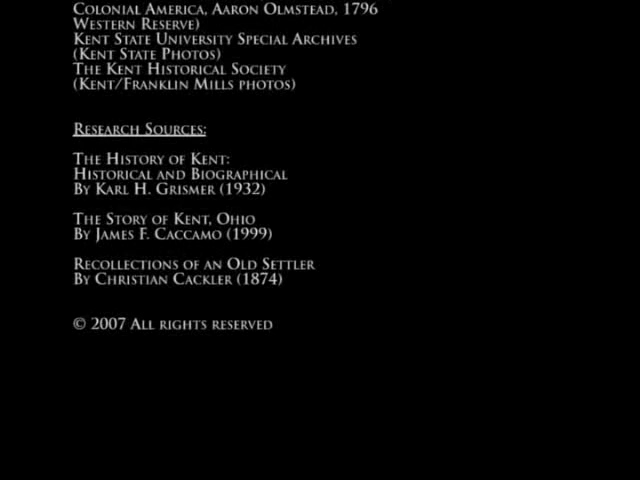 Colonial America, Aaron Olmstead, 1796
Western Reserve)
Kent State University Special Archives
(Kent State Photos)
The Kent Historical Society
(Kent/Franklin Mills photos)
Research Sources:
The History of Kent:
Historical and Biographical
By Karl H. Grismer (1932)
The Story of Kent, Ohio
By James F. Caccamo (1999)
Recollections of an Old Settler
By Christian Cackler (1874)
© 2007 All rights reserved